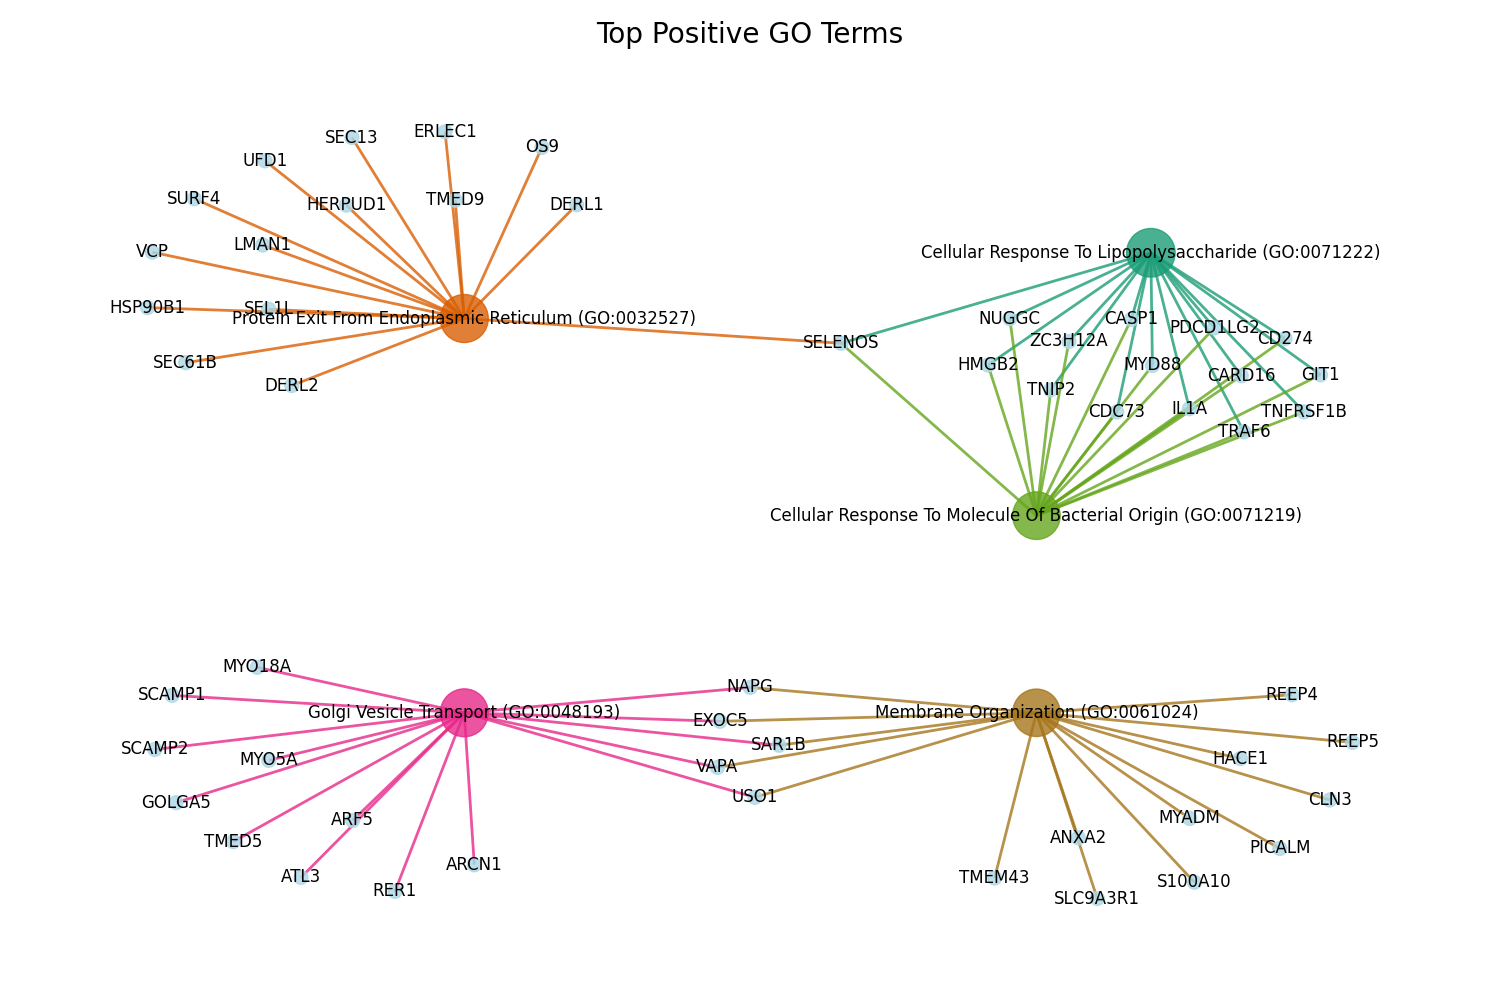 Top Positive GO Terms
ERLEC1
SEC13
OS9
UFD1
SURF4
HERPUD1
TMED9
DERL1
LMAN1
VCP
HSP90B1
SEL1L
Protein Exit From Endoplasmic Reticulum (GO:0032527)
SEC61B
DERL2
Cellular Response To Lipopolysaccharide (GO:0071222)
NUGGC
CASP1
PDCD1LG2
SELENOS
ZC3H12A
CD274
HMGB2
MYD88
CARD16
GIT1
TNIP2
CDC73
IL1A
TNFRSF1B
TRAF6
Cellular Response To Molecule Of Bacterial Origin (GO:0071219)
MYO18A
SCAMP1
NAPG
REEP4
Golgi Vesicle Transport (GO:0048193)
Membrane Organization (GO:0061024)
EXOC5
SCAMP2
SAR1B
REEP5
MYO5A
VAPA
HACE1
GOLGA5
USO1
CLN3
ARF5
MYADM
TMED5
ANXA2
PICALM
ARCN1
ATL3
TMEM43
S100A10
RER1
SLC9A3R1